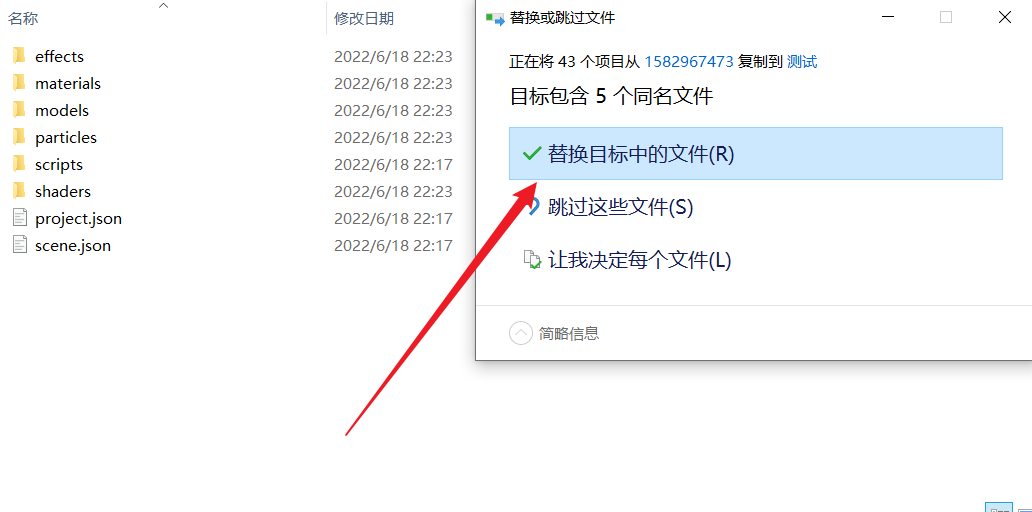 名称 修改日期
effects 2022/6/18 22:23
materials 2022/6/18 22:23
models 2022/6/18 22:23
particles 2022/6/18 22:23
scripts 2022/6/18 22:17
shaders 2022/6/18 22:23
project.json 2022/6/18 22:17
scene.json 2022/6/18 22:17
替换或跳过文件
正在将 43 个项目从 1582967473 复制到 测试
目标包含 5 个同名文件
替换目标中的文件(R)
跳过这些文件(S)
让我决定每个文件(L)
简略信息